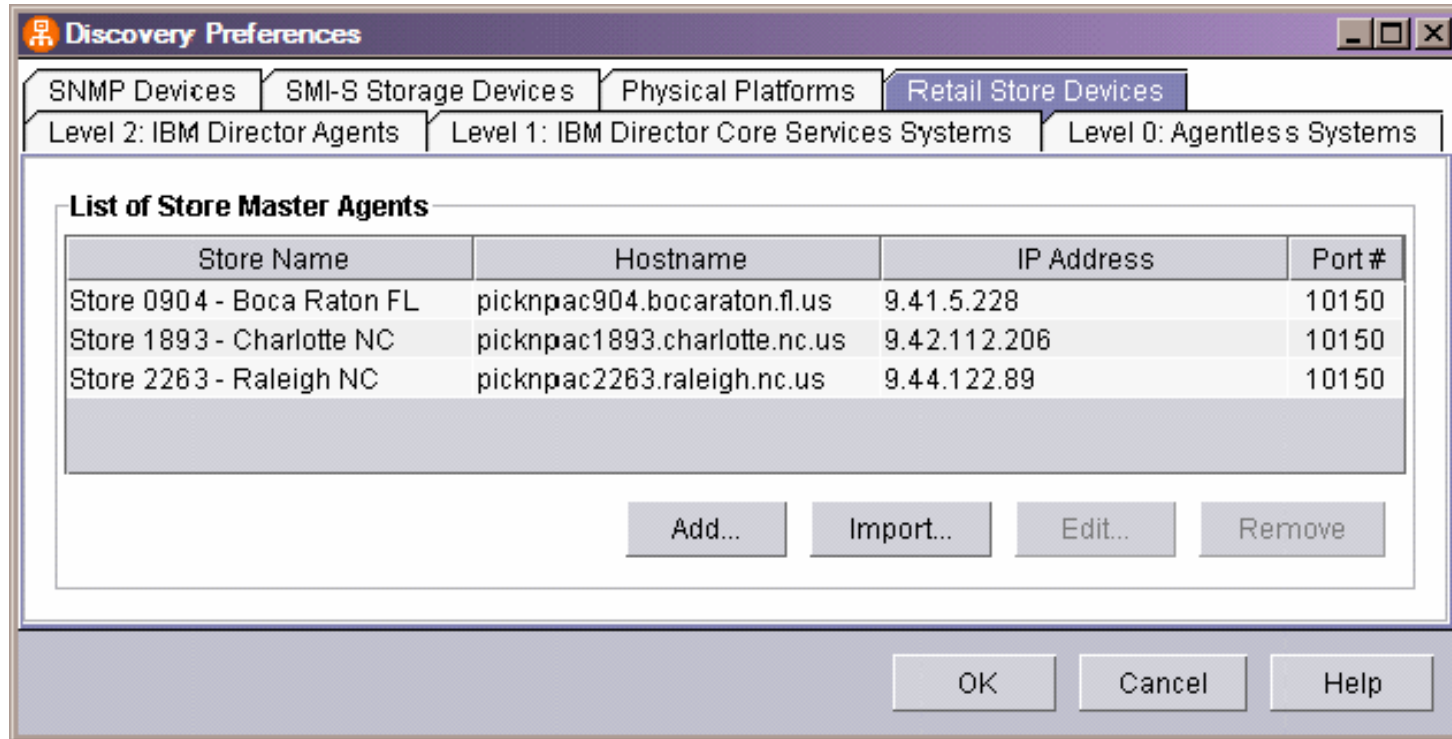 Discovery Preferences
SNMP Devices SMI-S Storage Devices Physical Platforms Retail Store Devices
Level 2: IBM Director Agents Level 1: IBM Director Core Services Systems Level 0: Agentless Systems
List of Store Master Agents
Store Name Hostname IP Address Port #
Store 0904 - Boca Raton FL picknpac904.bocaraton.fl.us 9.41.5.228 10150
Store 1893 - Charlotte NC picknpac1893.charlotte.nc.us 9.42.112.206 10150
Store 2263 - Raleigh NC picknpac2263.raleigh.nc.us 9.44.122.89 10150
Add... Import... Edit... Remove
OK Cancel Help